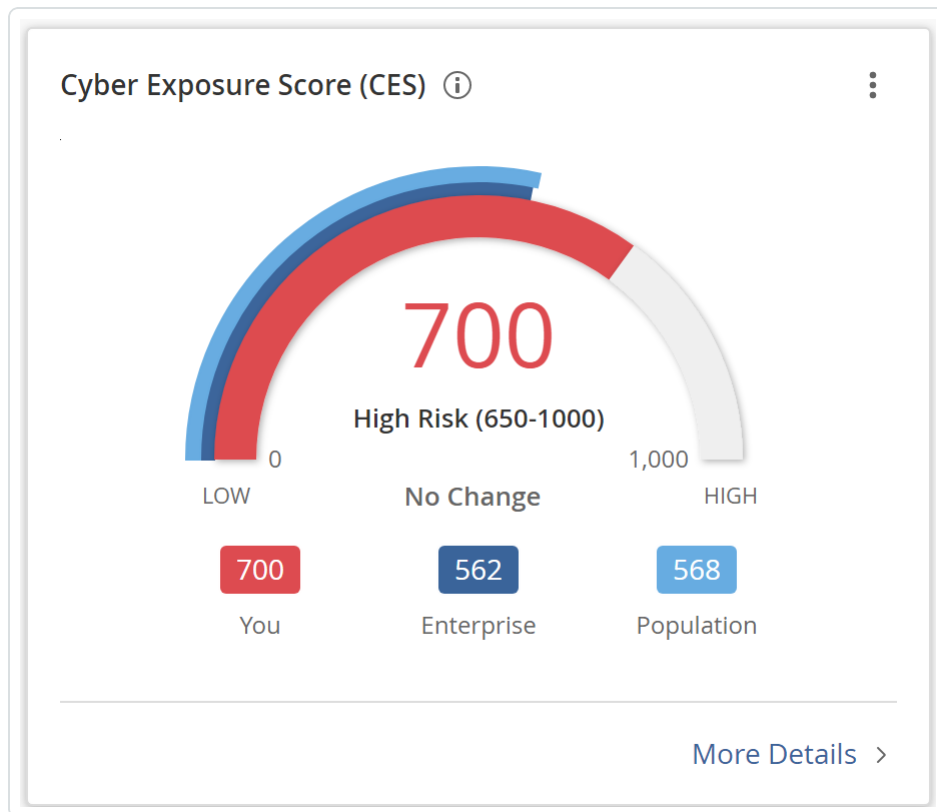 Cyber Exposure Score (CES)
700
High Risk (650-1000)
0
1,000
LOW
No Change
HIGH
700
562
568
You
Enterprise
Population
More Details